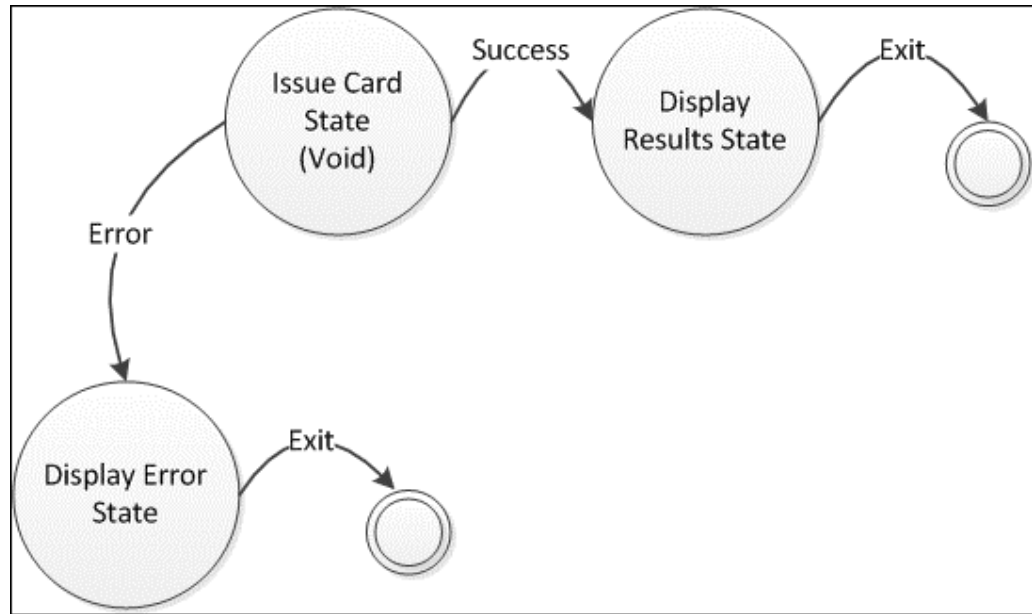 Issue Card
State
(Void)
Success
Display
Results State
Exit
Error
Display Error
State
Exit